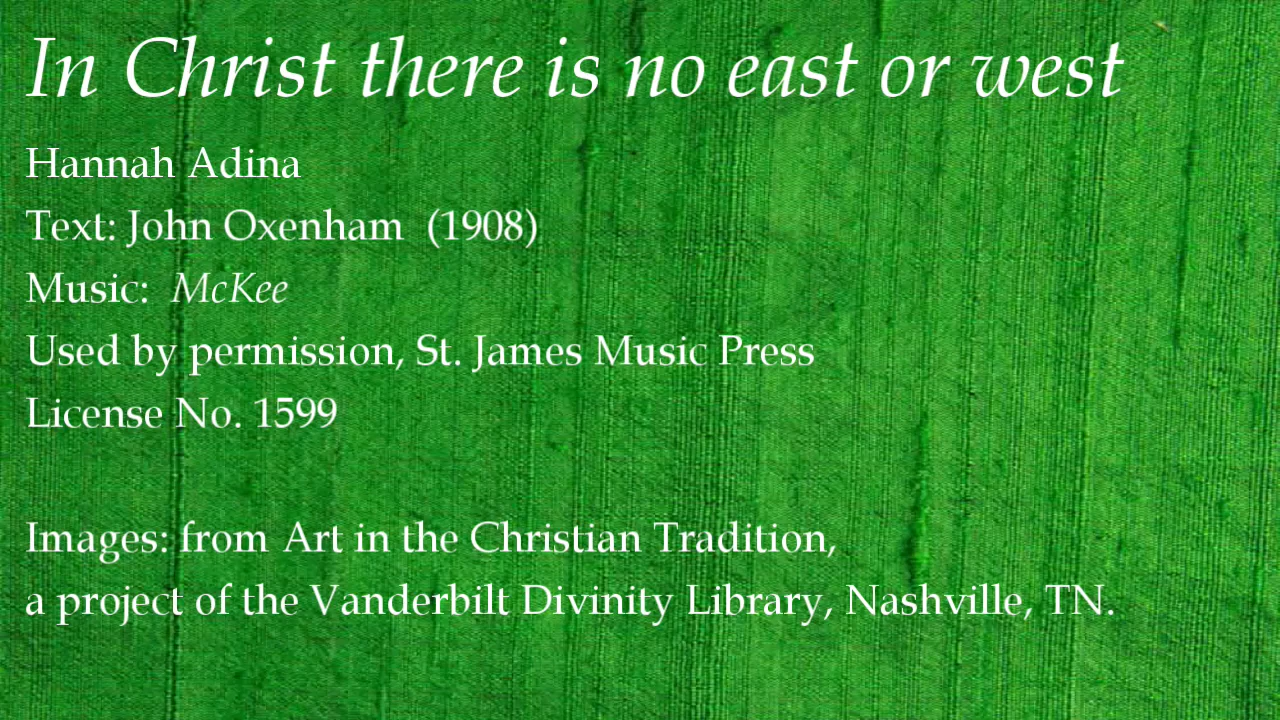 In Christ there is no east or west
Hannah Adina
Text: John Oxenham  (1908)
Music:  McKee
Used by permission, St. James Music Press
License No. 1599
Images: from Art in the Christian Tradition,
a project of the Vanderbilt Divinity Library, Nashville, TN.